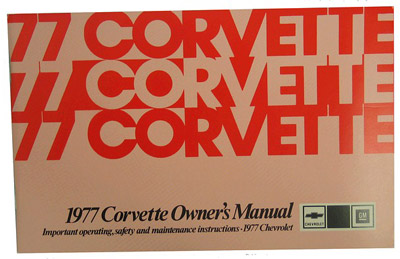 77 CORVETTE
77 CORVETTE
77 CORVETTE
1977 Corvette Owner's Manual
Important operating, safety and maintenance instructions • 1977 Chevrolet
CHEVROLET
GM